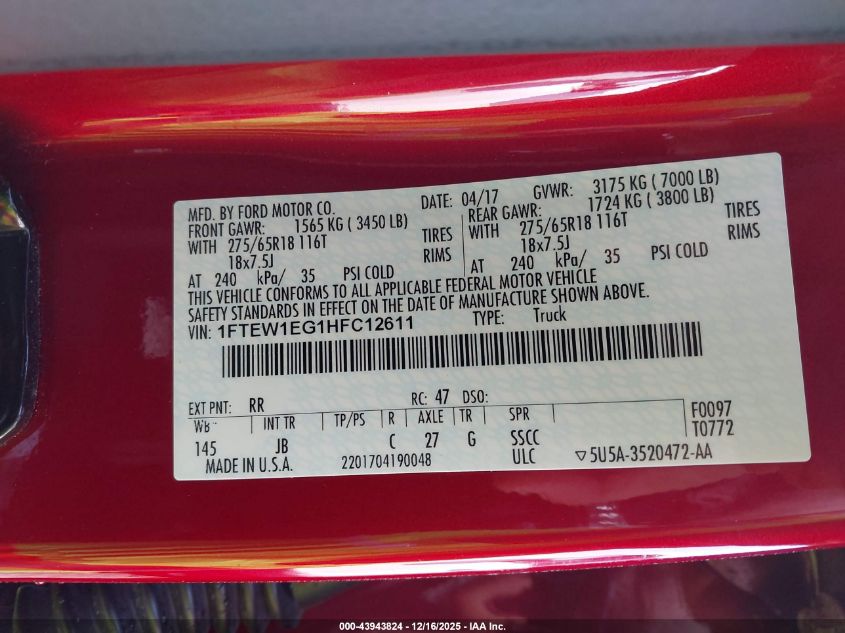 MFD. BY FORD MOTOR CO. DATE: 04/17 GVWR: 3175 KG ( 7000 LB)
FRONT GAWR: 1565 KG ( 3450 LB) REAR GAWR: 1724 KG ( 3800 LB)
WITH 275/65R18 116T TIRES WITH 275/65R18 116T TIRES
18x7.5J RIMS 18x7.5J RIMS
AT 240 kPa/ 35 PSI COLD AT 240 kPa/ 35 PSI COLD
THIS VEHICLE CONFORMS TO ALL APPLICABLE FEDERAL MOTOR VEHICLE
SAFETY STANDARDS IN EFFECT ON THE DATE OF MANUFACTURE SHOWN ABOVE.
VIN: 1FTEW1EG1HFC12611 TYPE: Truck
EXT PNT: RR RC: 47 DSO:
WB INT TR TP/PS R AXLE TR SPR F0097
145 JB C 27 G SSCC T0772
MADE IN U.S.A. 2201704190048 ULC ▽5U5A-3520472-AA
000-43943824 - 12/16/2025 - IAA Inc.